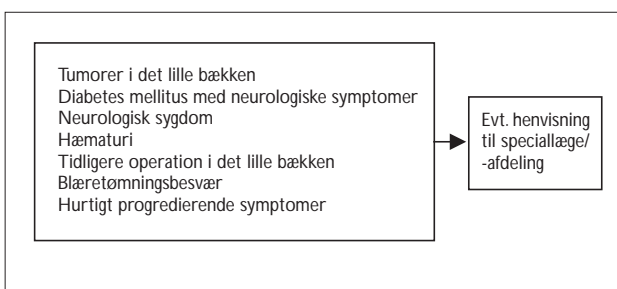 Tumorer i det lille bækken
Diabetes mellitus med neurologiske symptomer
Neurologisk sygdom
Hæmaturi
Tidligere operation i det lille bækken
Blæretømningsbesvær
Hurtigt progredierende symptomer
Evt. henvisning
til speciallæge/
-afdeling